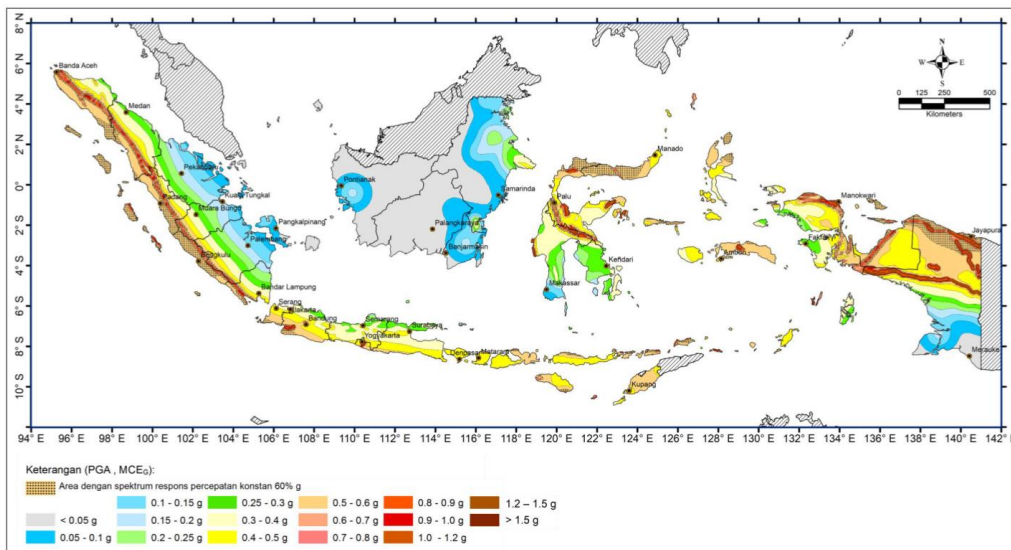 8° N
6° N
4° N
2° N
0°
2° S
4° S
6° S
8° S
10° S
N
W E
S
0 125 250 500
Kilometers
Banda Aceh
Medan
Manado
Pekanbaru
Pontianak
Samarinda
Padang
Kuala Tungkal
Palu
Manokwari
Muara Bungo
Pangkalpinang
Palangkaraya
Jayapura
Palembang
Banjarmasin
Fakfak
Bengkulu
Kendari
Ambon
Makassar
Bandar Lampung
Serang
Jakarta
Bandung
Semarang
Surabaya
Yogyakarta
Denpasar
Mataram
Merauke
Kupang
94° E 96° E 98° E 100° E 102° E 104° E 106° E 108° E 110° E 112° E 114° E 116° E 118° E 120° E 122° E 124° E 126° E 128° E 130° E 132° E 134° E 136° E 138° E 140° E 142° E
Keterangan (PGA , MCEG):
Area dengan spektrum respons percepatan konstan 60% g
0.1 - 0.15 g 0.25 - 0.3 g 0.5 - 0.6 g 0.8 - 0.9 g 1.2 – 1.5 g
< 0.05 g 0.15 - 0.2 g 0.3 - 0.4 g 0.6 - 0.7 g 0.9 - 1.0 g > 1.5 g
0.05 - 0.1 g 0.2 - 0.25 g 0.4 - 0.5 g 0.7 - 0.8 g 1.0 - 1.2 g